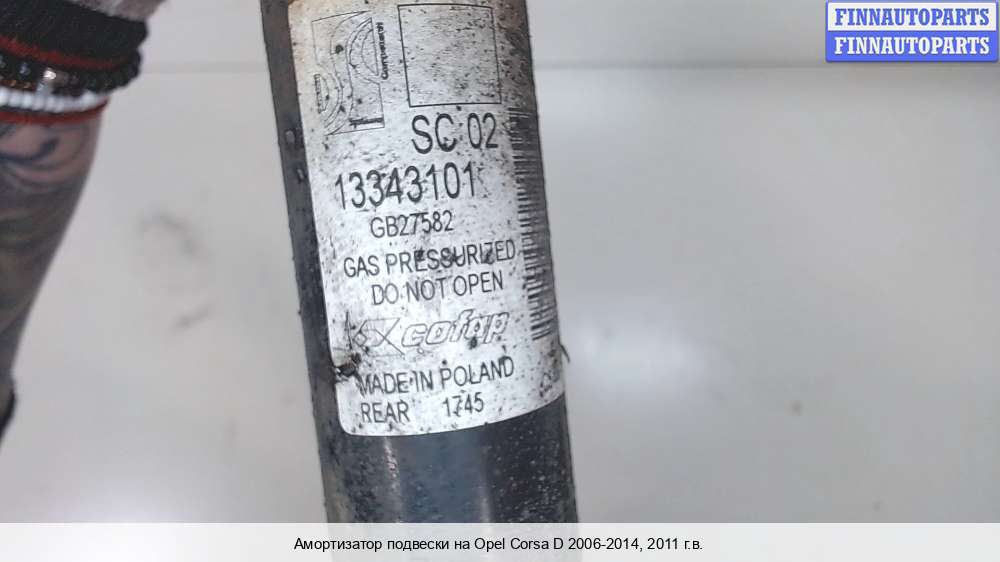 FINNAUTOPARTS
FINNAUTOPARTS
SC 02
13343101
GB27582
GAS PRESSURIZED
DO NOT OPEN
cofap
MADE IN POLAND
REAR 1745
Амортизатор подвески на Opel Corsa D 2006-2014, 2011 г.в.